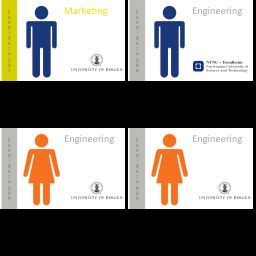 Marketing
UNIVERSITY OF BERGEN
Engineering
NTNU – Trondheim
Norwegian University of
Science and Technology
Engineering
UNIVERSITY OF BERGEN
Engineering
UNIVERSITY OF BERGEN